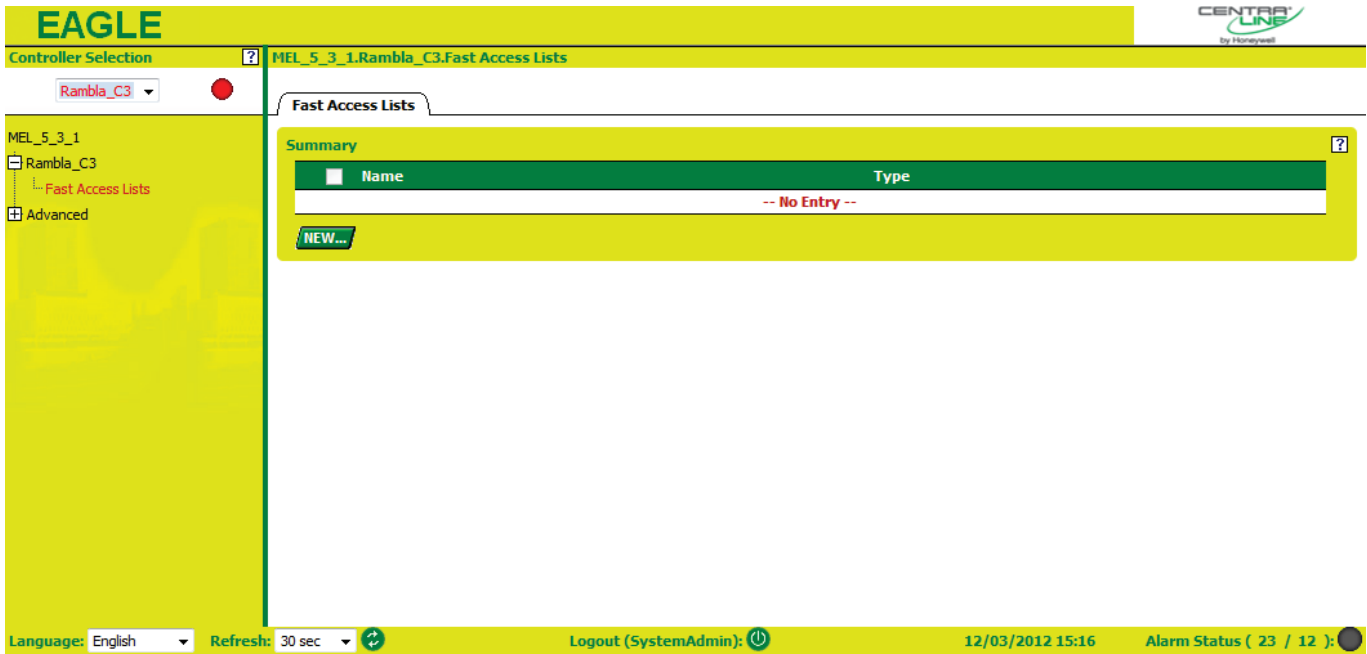 EAGLE
CENTRALINE
by Honeywell
Controller Selection ?
MEL_5_3_1.Rambla_C3.Fast Access Lists
Rambla_C3
Fast Access Lists
MEL_5_3_1
Rambla_C3
Fast Access Lists
Advanced
Summary ?
Name Type
-- No Entry --
NEW...
Language: English Refresh: 30 sec Logout (SystemAdmin): 12/03/2012 15:16 Alarm Status ( 23 / 12 ):